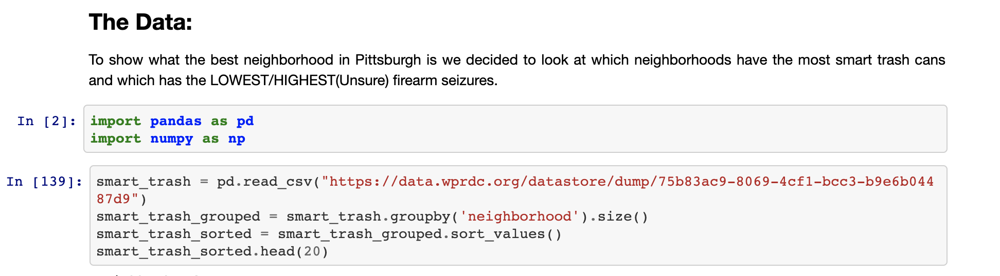 The Data:
To show what the best neighborhood in Pittsburgh is we decided to look at which neighborhoods have the most smart trash cans
and which has the LOWEST/HIGHEST(Unsure) firearm seizures.
In [2]: import pandas as pd
import numpy as np
In [139]: smart_trash = pd.read_csv("https://data.wprdc.org/datastore/dump/75b83ac9-8069-4cf1-bcc3-b9e6b044
87d9")
smart_trash_grouped = smart_trash.groupby('neighborhood').size()
smart_trash_sorted = smart_trash_grouped.sort_values()
smart_trash_sorted.head(20)